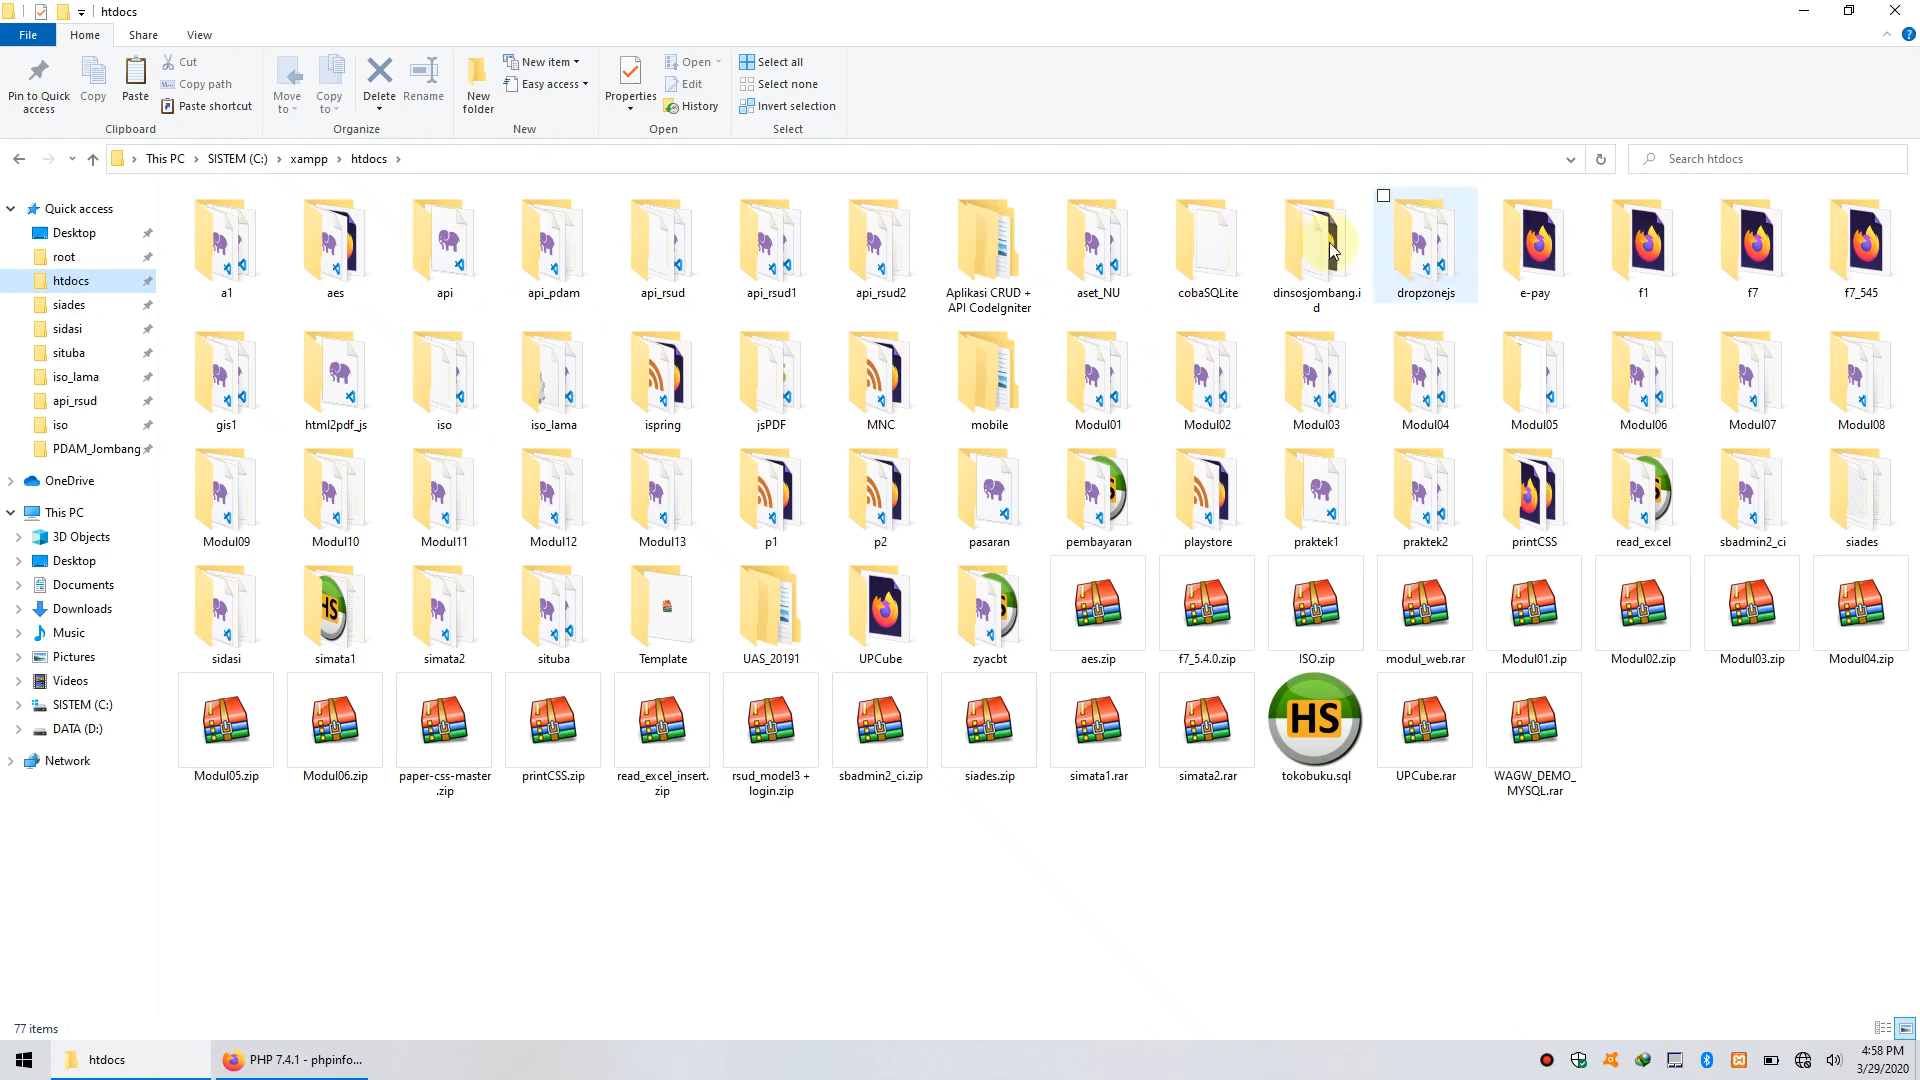 htdocs
File Home Share View
Pin to Quick access
Copy
Paste
Cut
Copy path
Paste shortcut
Clipboard
Move to
Copy to
Delete
Rename
Organize
New folder
New item
Easy access
New
Properties
Open
Edit
History
Open
Select all
Select none
Invert selection
Select
This PC SISTEM (C:) xampp htdocs
Search htdocs
Quick access
Desktop
root
htdocs
siades
sidasi
situba
iso_lama
api_rsud
iso
PDAM_Jombang
OneDrive
This PC
3D Objects
Desktop
Documents
Downloads
Music
Pictures
Videos
SISTEM (C:)
DATA (D:)
Network
a1 aes api api_pdam api_rsud api_rsud1 api_rsud2 Aplikasi CRUD + aset_NU cobaSQLite dinsosjombang.i dropzonejs e-pay f1 f7 f7_545
API CodeIgniter d
gis1 html2pdf_js iso iso_lama ispring jsPDF MNC mobile Modul01 Modul02 Modul03 Modul04 Modul05 Modul06 Modul07 Modul08
Modul09 Modul10 Modul11 Modul12 Modul13 p1 p2 pasaran pembayaran playstore praktek1 praktek2 printCSS read_excel sbadmin2_ci siades
HS
HS
sidasi simata1 simata2 situba Template UAS_20191 UPCube zyacbt aes.zip f7_5.4.0.zip ISO.zip modul_web.rar Modul01.zip Modul02.zip Modul03.zip Modul04.zip
HS
Modul05.zip Modul06.zip paper-css-master printCSS.zip read_excel_insert. rsud_model3 + sbadmin2_ci.zip siades.zip simata1.rar simata2.rar tokobuku.sql UPCube.rar WAGW_DEMO_
.zip zip login.zip MYSQL.rar
77 items
htdocs
PHP 7.4.1 - phpinfo...
4:58 PM
3/29/2020